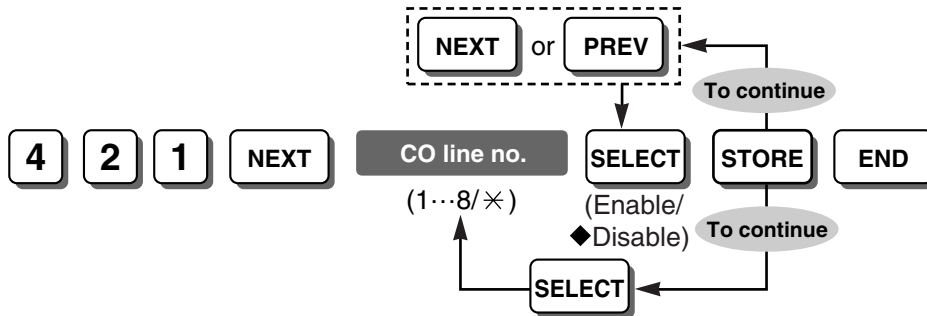 NEXT or PREV
To continue
4 2 1 NEXT CO line no. SELECT STORE END
(1···8/✳) (Enable/
◆Disable) To continue
SELECT